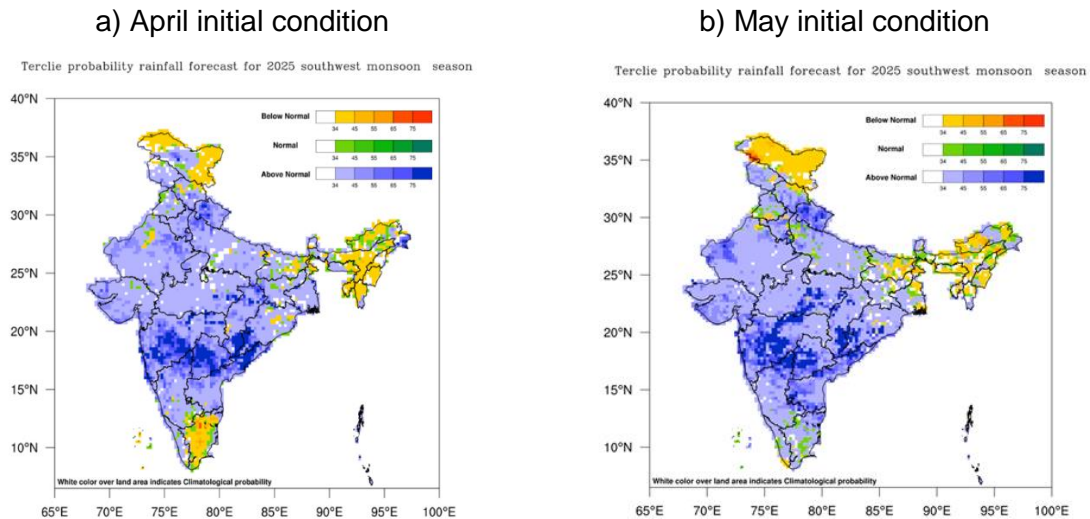 a) April initial condition
Terclie probability rainfall forecast for 2025 southwest monsoon season
40°N
35°N
30°N
25°N
20°N
15°N
10°N
65°E 70°E 75°E 80°E 85°E 90°E 95°E 100°E
Below Normal
34 45 55 65 75
Normal
34 45 55 65 75
Above Normal
34 45 55 65 75
White color over land area indicates Climatological probability
b) May initial condition
Terclie probability rainfall forecast for 2025 southwest monsoon season
40°N
35°N
30°N
25°N
20°N
15°N
10°N
65°E 70°E 75°E 80°E 85°E 90°E 95°E 100°E
Below Normal
34 45 55 65 75
Normal
34 45 55 65 75
Above Normal
34 45 55 65 75
White color over land area indicates Climatological probability